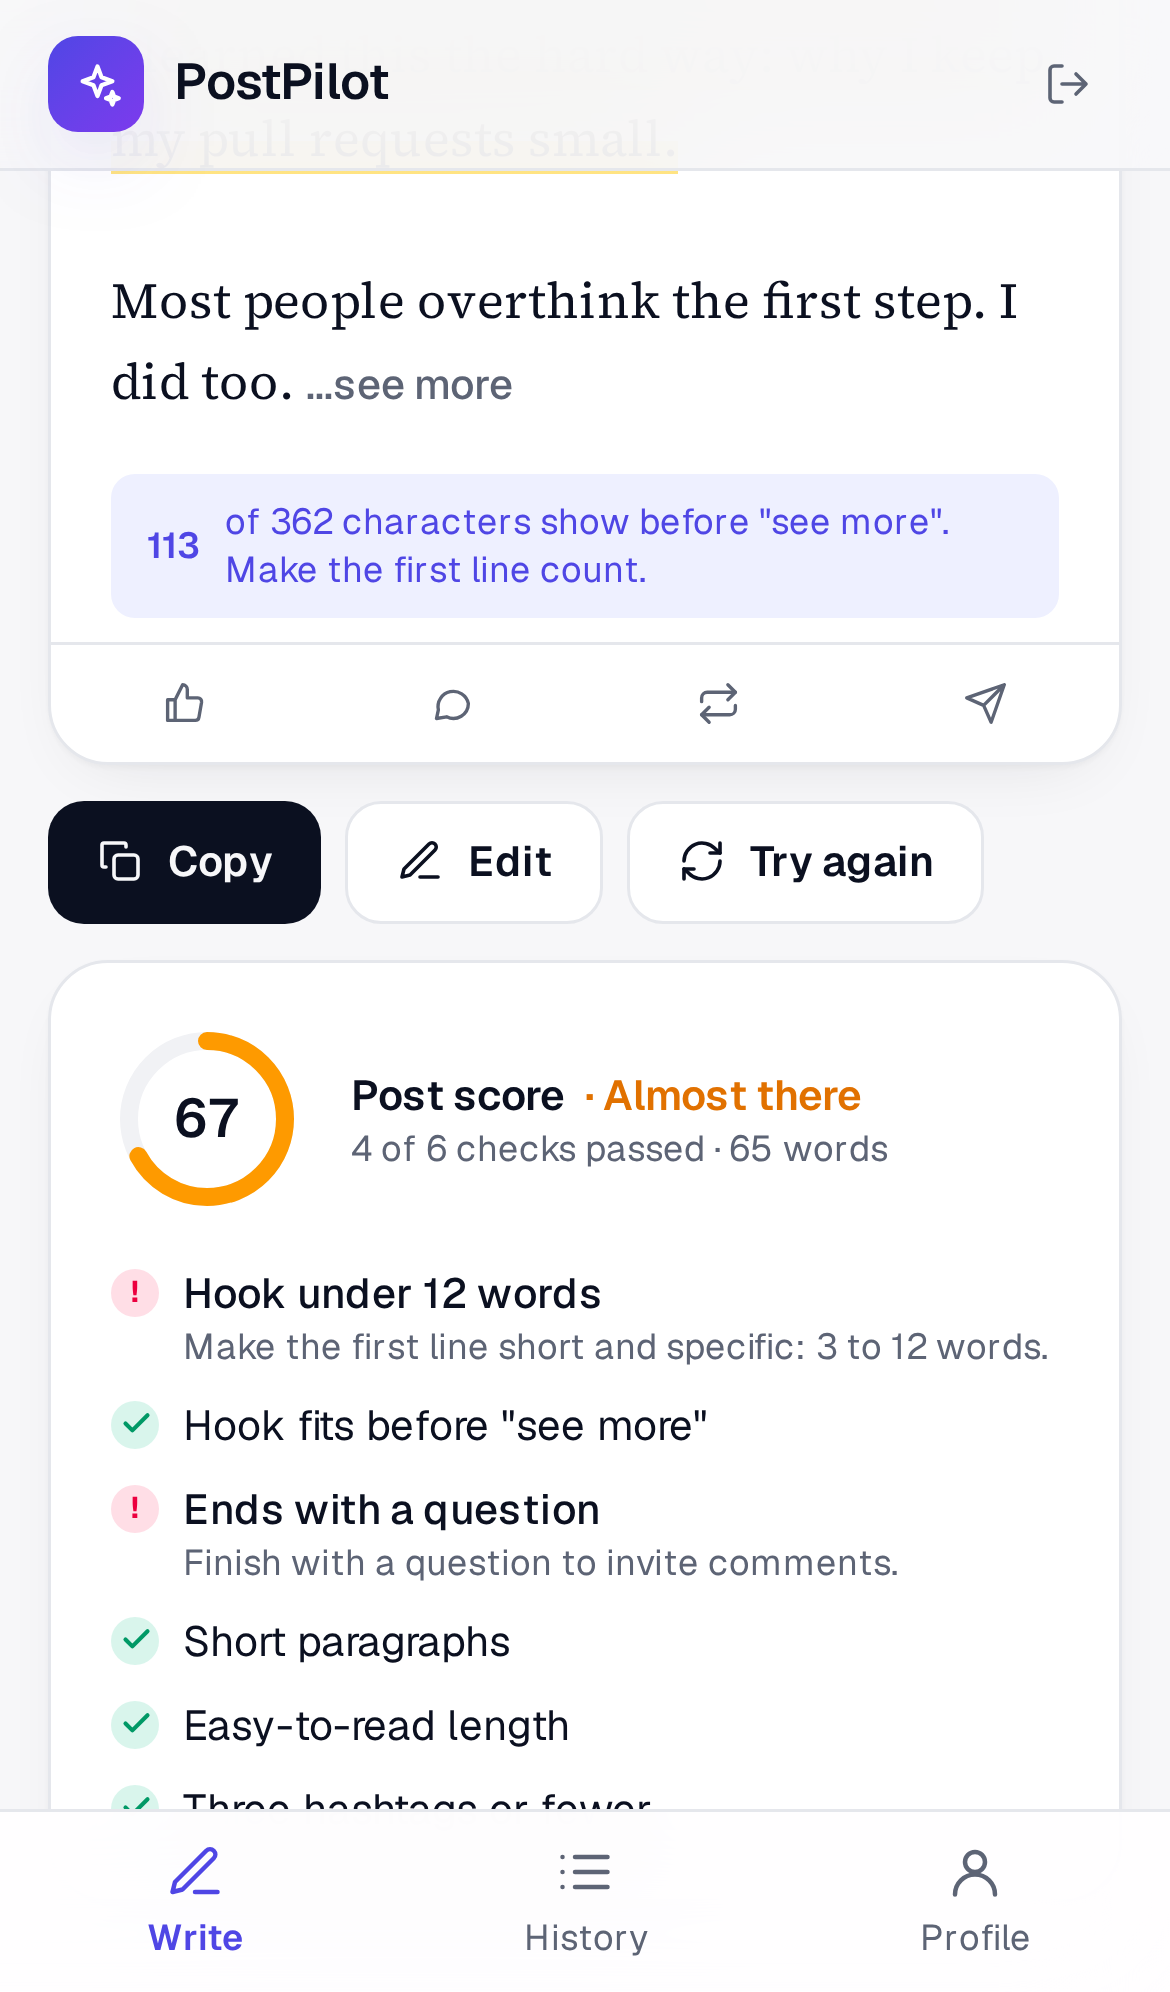 PostPilot
my pull requests small.
Most people overthink the first step. I
did too. ...see more
113 of 362 characters show before "see more".
Make the first line count.
Copy
Edit
Try again
67
Post score · Almost there
4 of 6 checks passed · 65 words
! Hook under 12 words
Make the first line short and specific: 3 to 12 words.
Hook fits before "see more"
! Ends with a question
Finish with a question to invite comments.
Short paragraphs
Easy-to-read length
Three hashtags or fewer
Write
History
Profile